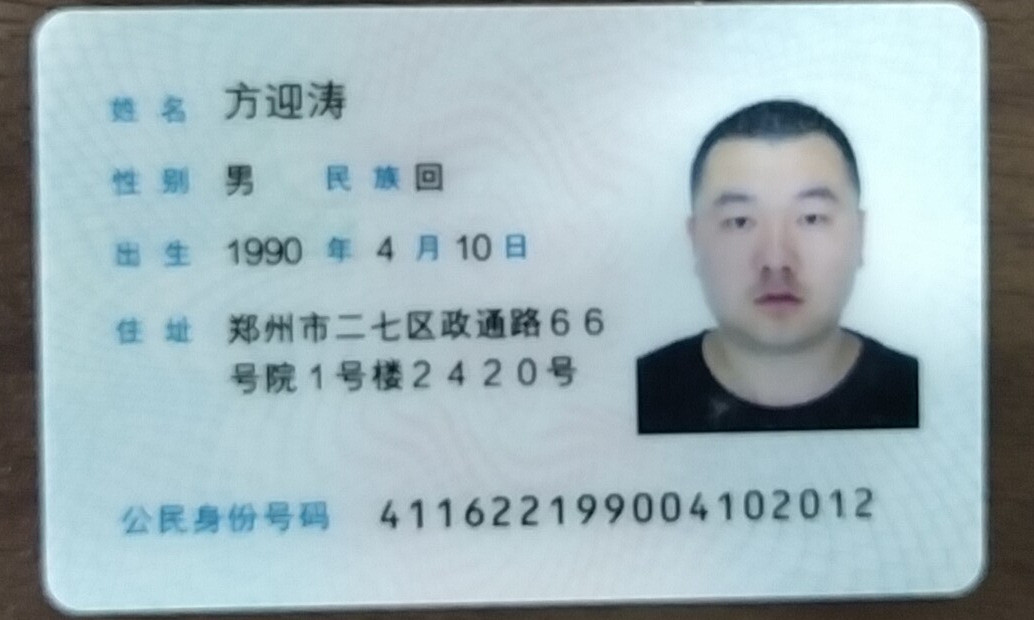 姓名 方迎涛
性别 男 民族 回
出生 1990 年 4 月 10 日
住址 郑州市二七区政通路66
号院1号楼2420号
公民身份号码 411622199004102012